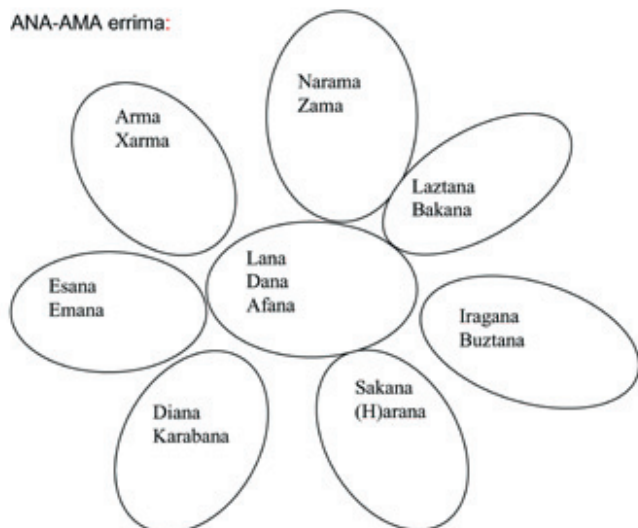 ANA-AMA errima:
Narama
Zama
Arma
Xarma
Laztana
Bakana
Lana
Dana
Afana
Esana
Emana
Iragana
Buztana
Sakana
(H)arana
Diana
Karabana